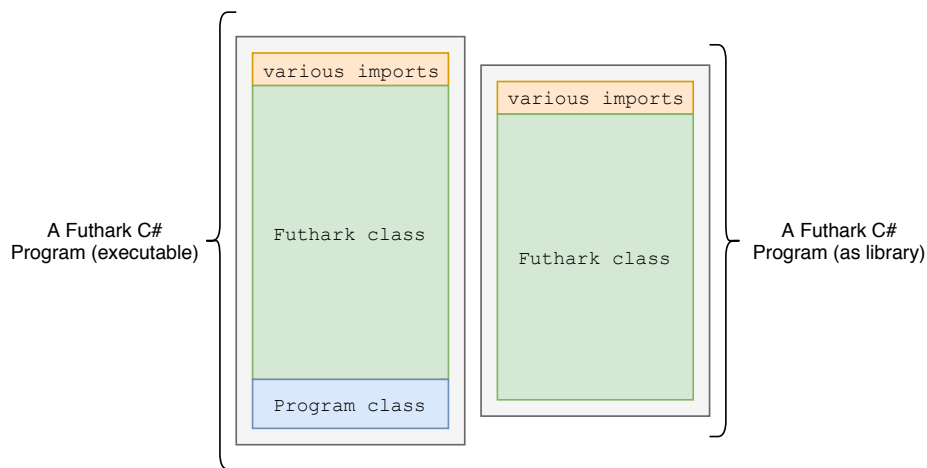 A Futhark C#
Program (executable)
various imports
Futhark class
Program class
various imports
Futhark class
A Futhark C#
Program (as library)